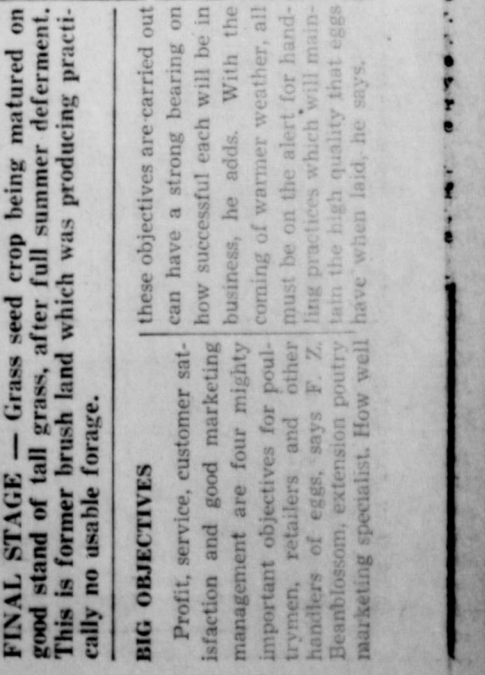 FINAL STAGE — Grass seed crop being matured on
good stand of tall grass, after full summer deferment.
This is former brush land which was producing practi-
cally no usable forage.
BIG OBJECTIVES
Profit, service, customer sat-
isfaction and good marketing
management are four mighty
important objectives for poul-
trymen, retailers and other
handlers of eggs, says F. Z.
Beanblossom, extension poutry
marketing specialist. How well
these objectives are carried out
can have a strong bearing on
how successful each will be in
business, he adds. With the
coming of warmer weather, all
must be on the alert for hand-
ling practices which will main-
tain the high quality that eggs
have when laid, he says.